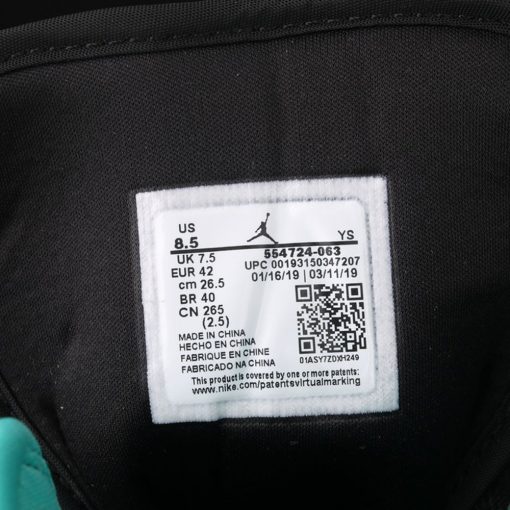 US
8.5 YS
554724-063
UK 7.5 UPC 00193150347207
EUR 42 01/16/19 | 03/11/19
cm 26.5
BR 40
CN 265
(2.5)
MADE IN CHINA
HECHO EN CHINA 01ASY7Z0XH249
FABRIQUE EN CHINE
FABRICADO NA CHINA
This product is covered by one or more patents. See
www.nike.com/patentsvirtualmarking